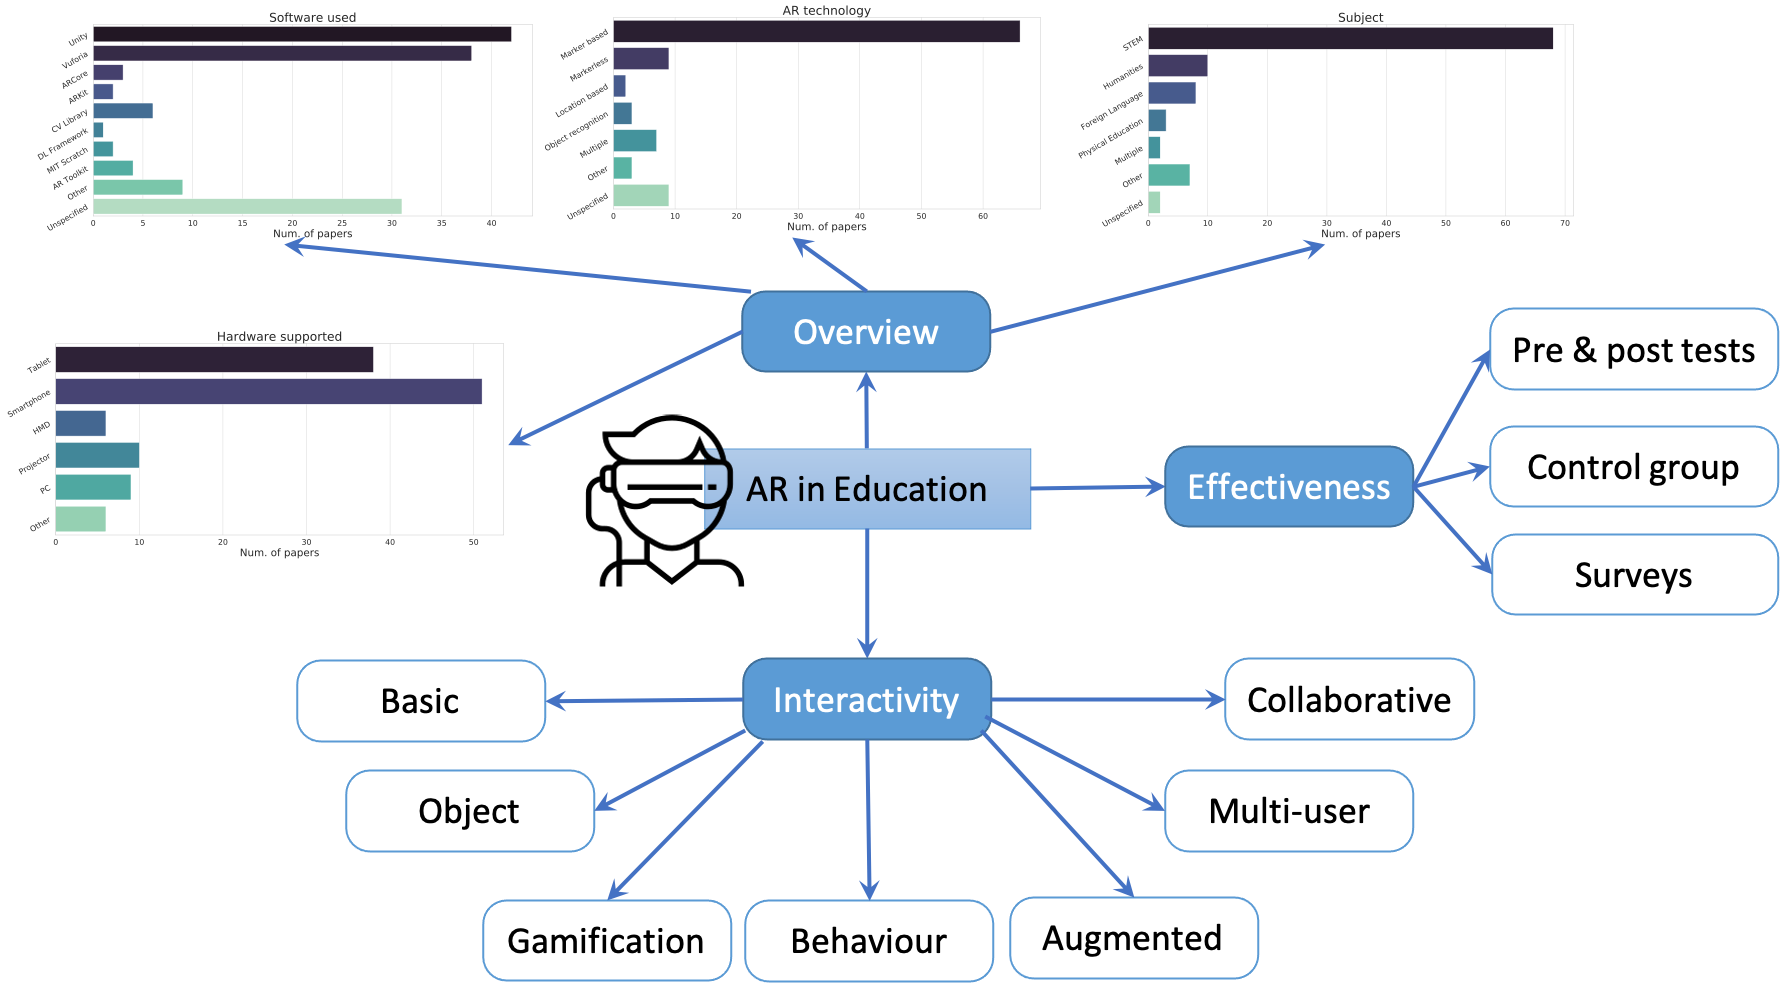 Software used
Unity
Vuforia
ARCore
ARKit
CV Library
DL Framework
MIT Scratch
AR Toolkit
Other
Unspecified
0 5 10 15 20 25 30 35 40
Num. of papers
AR technology
Marker based
Markerless
Location based
Object recognition
Multiple
Other
Unspecified
0 10 20 30 40 50 60
Num. of papers
Subject
STEM
Humanities
Foreign Language
Physical Education
Multiple
Other
Unspecified
0 10 20 30 40 50 60 70
Num. of papers
Hardware supported
Tablet
Smartphone
HMD
Projector
PC
Other
0 10 20 30 40 50
Num. of papers
Overview
AR in Education
Effectiveness
Pre & post tests
Control group
Surveys
Interactivity
Basic
Object
Gamification
Behaviour
Augmented
Multi-user
Collaborative